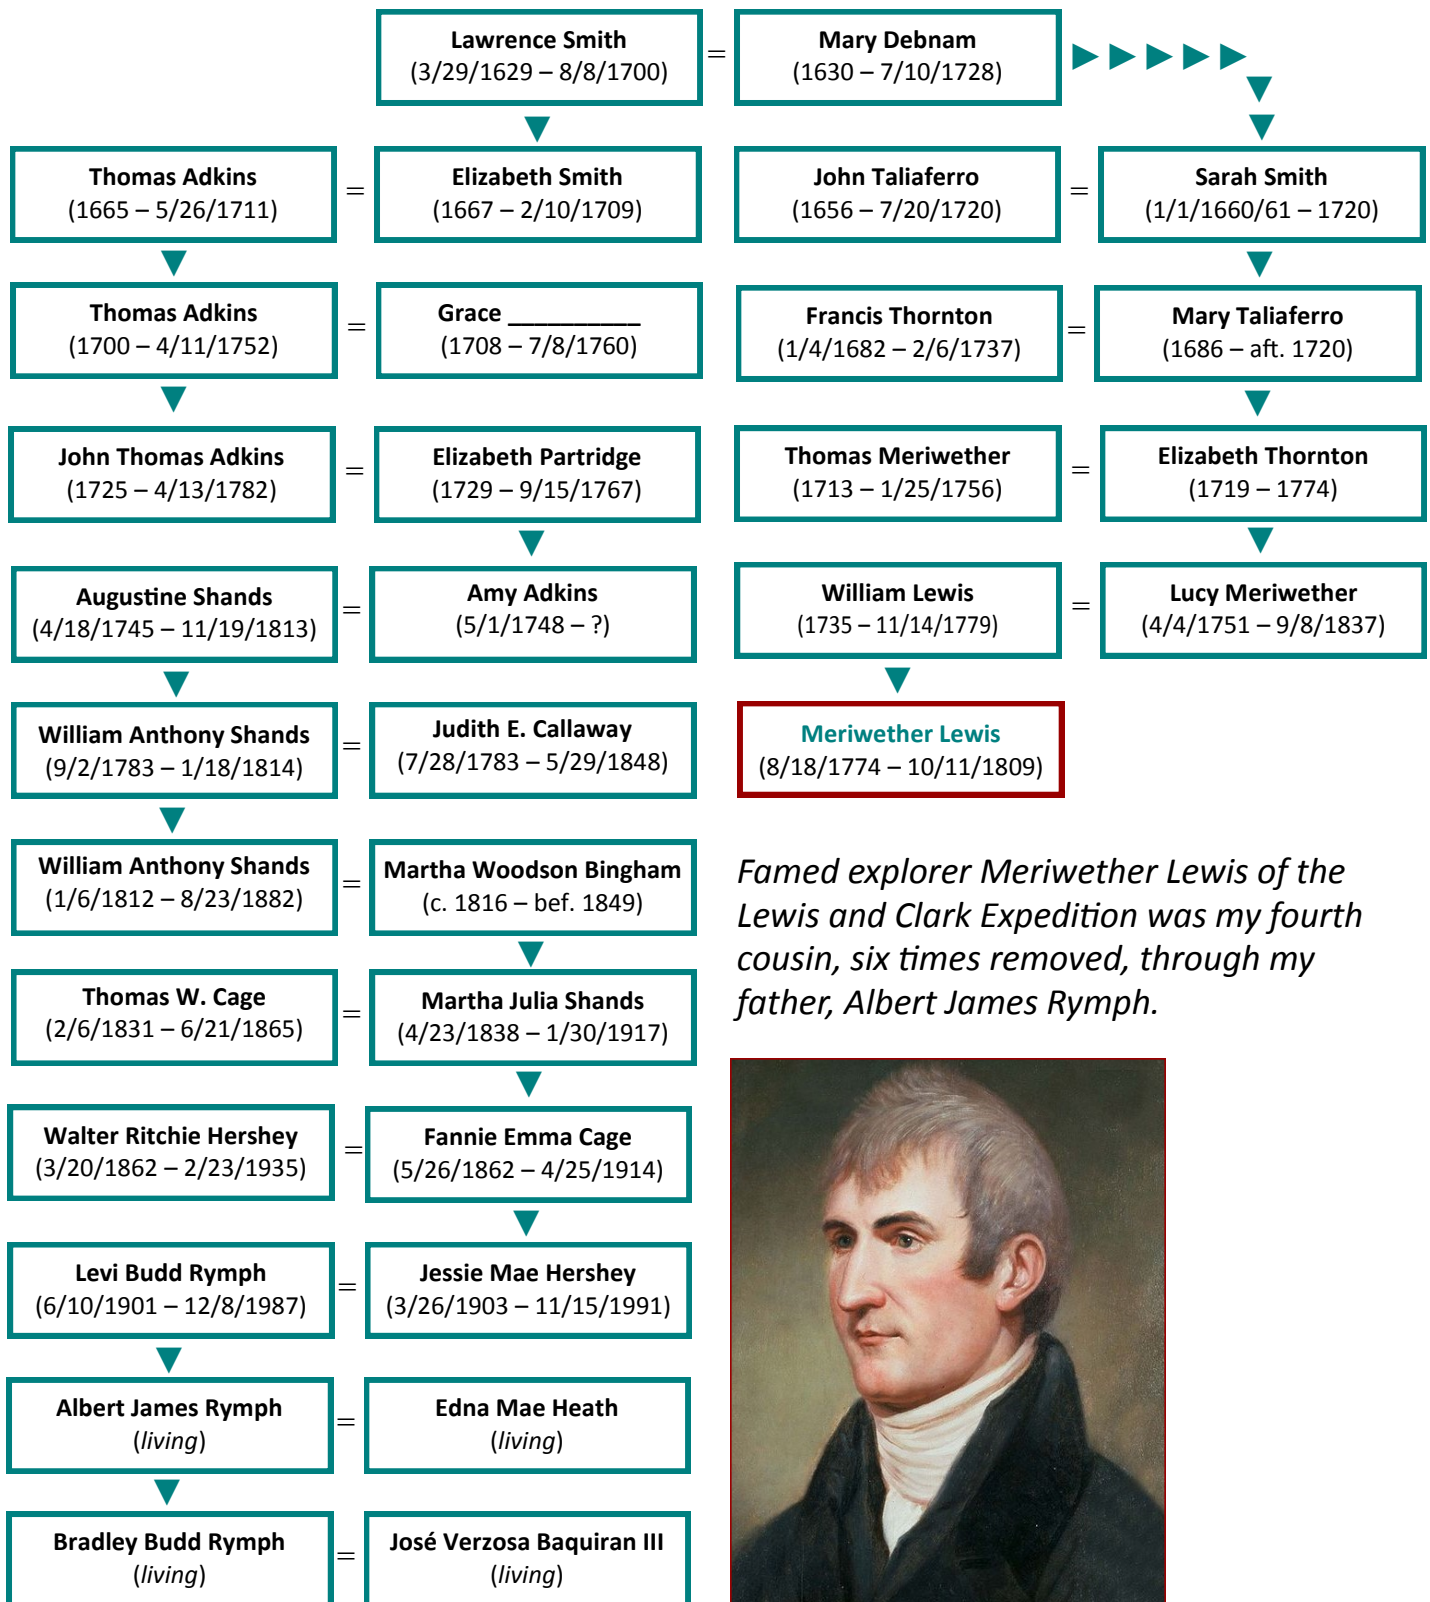 Lawrence Smith
(3/29/1629 – 8/8/1700)
=
Mary Debnam
(1630 – 7/10/1728)
Thomas Adkins
(1665 – 5/26/1711)
=
Elizabeth Smith
(1667 – 2/10/1709)
John Taliaferro
(1656 – 7/20/1720)
=
Sarah Smith
(1/1/1660/61 – 1720)
Thomas Adkins
(1700 – 4/11/1752)
=
Grace __________
(1708 – 7/8/1760)
Francis Thornton
(1/4/1682 – 2/6/1737)
=
Mary Taliaferro
(1686 – aft. 1720)
John Thomas Adkins
(1725 – 4/13/1782)
=
Elizabeth Partridge
(1729 – 9/15/1767)
Thomas Meriwether
(1713 – 1/25/1756)
=
Elizabeth Thornton
(1719 – 1774)
Augustine Shands
(4/18/1745 – 11/19/1813)
=
Amy Adkins
(5/1/1748 – ?)
William Lewis
(1735 – 11/14/1779)
=
Lucy Meriwether
(4/4/1751 – 9/8/1837)
William Anthony Shands
(9/2/1783 – 1/18/1814)
=
Judith E. Callaway
(7/28/1783 – 5/29/1848)
Meriwether Lewis
(8/18/1774 – 10/11/1809)
William Anthony Shands
(1/6/1812 – 8/23/1882)
=
Martha Woodson Bingham
(c. 1816 – bef. 1849)
Famed explorer Meriwether Lewis of the
Lewis and Clark Expedition was my fourth
cousin, six times removed, through my
father, Albert James Rymph.
Thomas W. Cage
(2/6/1831 – 6/21/1865)
=
Martha Julia Shands
(4/23/1838 – 1/30/1917)
Walter Ritchie Hershey
(3/20/1862 – 2/23/1935)
=
Fannie Emma Cage
(5/26/1862 – 4/25/1914)
Levi Budd Rymph
(6/10/1901 – 12/8/1987)
=
Jessie Mae Hershey
(3/26/1903 – 11/15/1991)
Albert James Rymph
(living)
=
Edna Mae Heath
(living)
Bradley Budd Rymph
(living)
=
José Verzosa Baquiran III
(living)